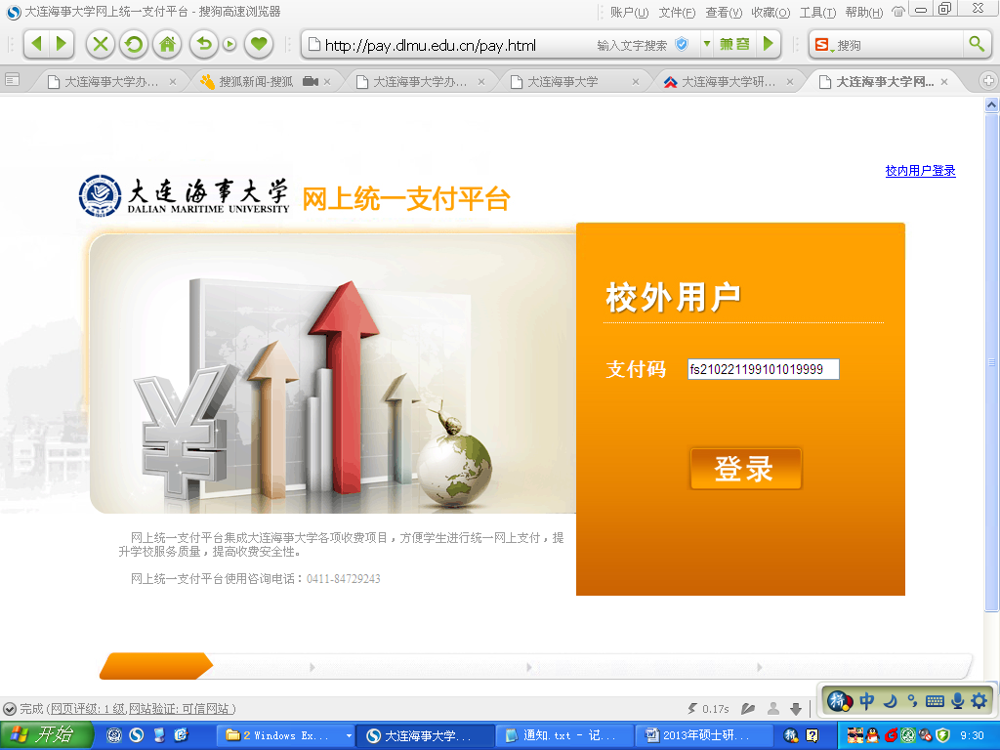 大连海事大学网上统一支付平台 - 搜狗高速浏览器
账户(U) 文件(F) 查看(V) 收藏(O) 工具(T) 帮助(H)
http://pay.dlmu.edu.cn/pay.html 输入文字搜索 兼容 搜狗
大连海事大学办... 搜狐新闻-搜狐 大连海事大学办... 大连海事大学 大连海事大学研... 大连海事大学网...
校内用户登录
大连海事大学 网上统一支付平台
DALIAN MARITIME UNIVERSITY
校外用户
支付码 fs210221199101019999
登录
网上统一支付平台集成大连海事大学各项收费项目，方便学生进行统一网上支付，提
升学校服务质量，提高收费安全性。
网上统一支付平台使用咨询电话：0411-84729243
完成 (网页评级: 1 级,网站验证: 可信网站 ) 0.17s 中
开始 2 Windows Ex... 大连海事大学... 通知.txt - 记... 2013年硕士研... 9:30